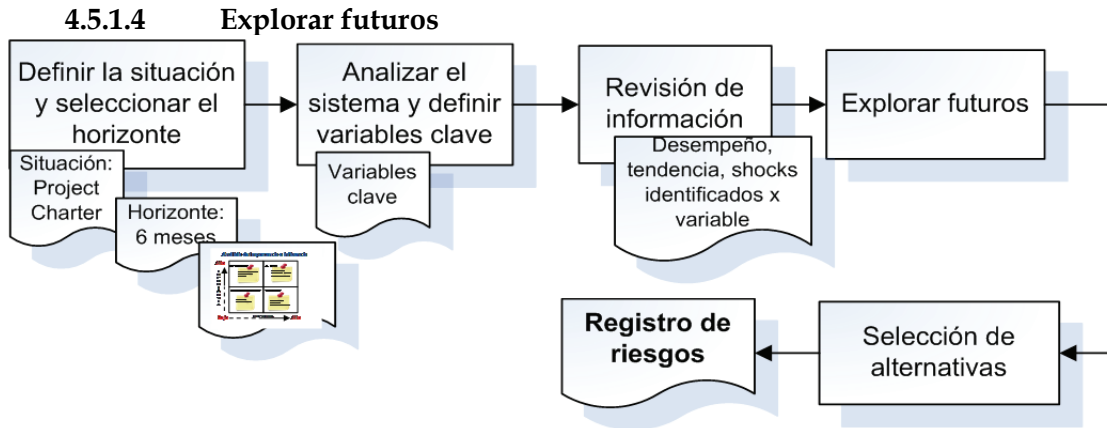 4.5.1.4 Explorar futuros
Definir la situación
y seleccionar el
horizonte
Situación:
Project
Charter
Horizonte:
6 meses
Analizar el
sistema y definir
variables clave
Variables
clave
Revisión de
información
Desempeño,
tendencia, shocks
identificados x
variable
Explorar futuros
Selección de
alternativas
Registro de
riesgos